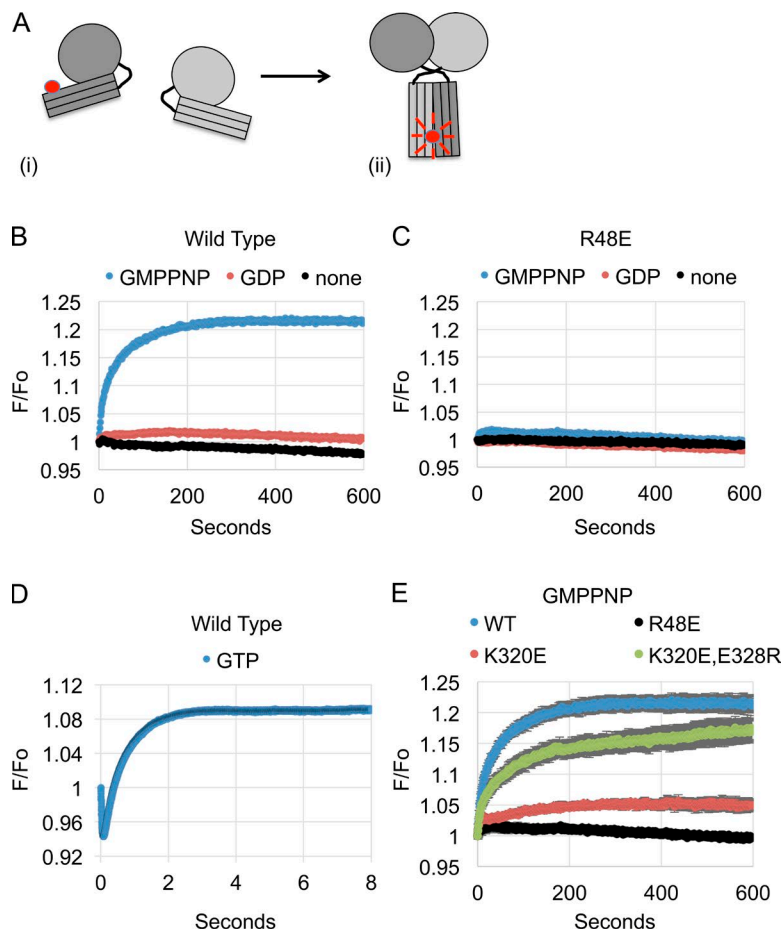 A
(i)
(ii)
B
Wild Type
GMPPNP GDP none
1.25
1.2
1.15
1.1
1.05
1
0.95
F/Fo
0 200 400 600
Seconds
C
R48E
GMPPNP GDP none
1.25
1.2
1.15
1.1
1.05
1
0.95
F/Fo
0 200 400 600
Seconds
D
Wild Type
GTP
1.12
1.08
1.04
1
0.96
0.92
F/Fo
0 2 4 6 8
Seconds
E
GMPPNP
WT R48E
K320E K320E,E328R
1.25
1.2
1.15
1.1
1.05
1
0.95
F/Fo
0 200 400 600
Seconds